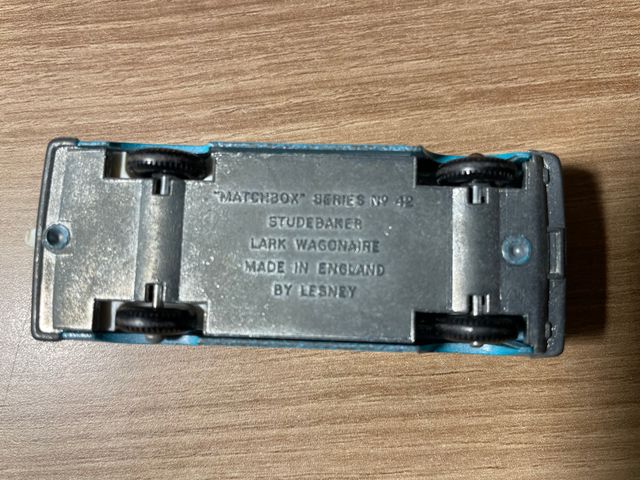 "MATCHBOX" SERIES Nº 42
STUDEBAKER
LARK WAGONAIRE
MADE IN ENGLAND
BY LESNEY